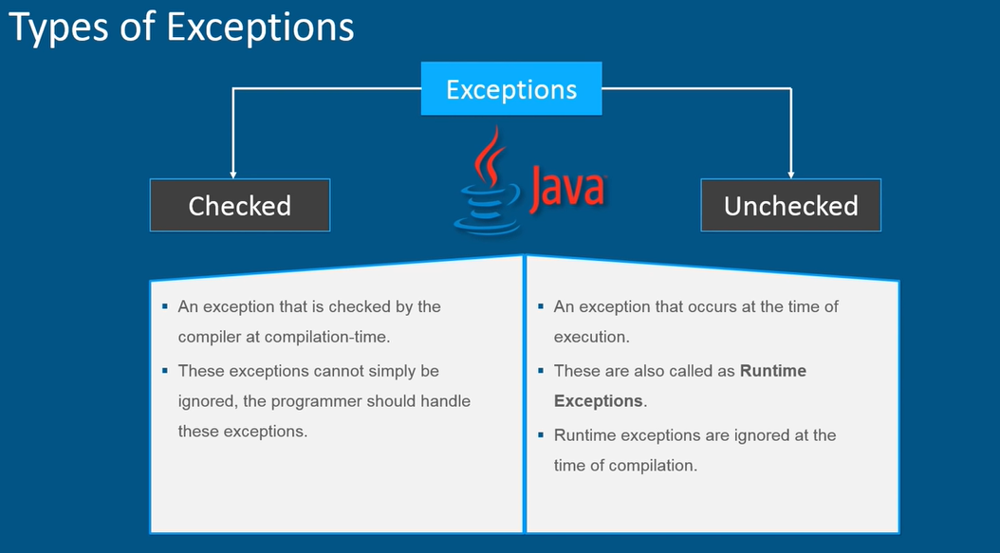 Types of Exceptions
Exceptions
Java
Checked
Unchecked
▪ An exception that is checked by the
compiler at compilation-time.
▪ These exceptions cannot simply be
ignored, the programmer should handle
these exceptions.
▪ An exception that occurs at the time of
execution.
▪ These are also called as Runtime
Exceptions.
▪ Runtime exceptions are ignored at the
time of compilation.